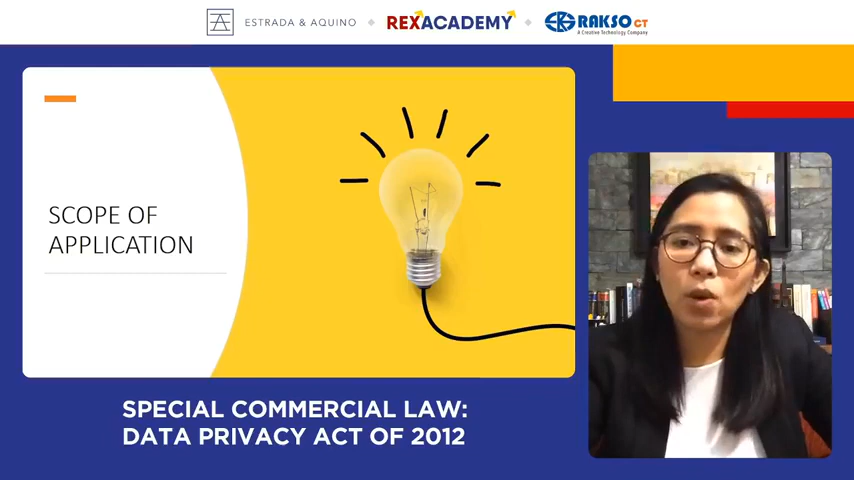 ESTRADA & AQUINO
REXACADEMY
RAKSO CT
A Creative Technology Company
SCOPE OF
APPLICATION
SPECIAL COMMERCIAL LAW:
DATA PRIVACY ACT OF 2012